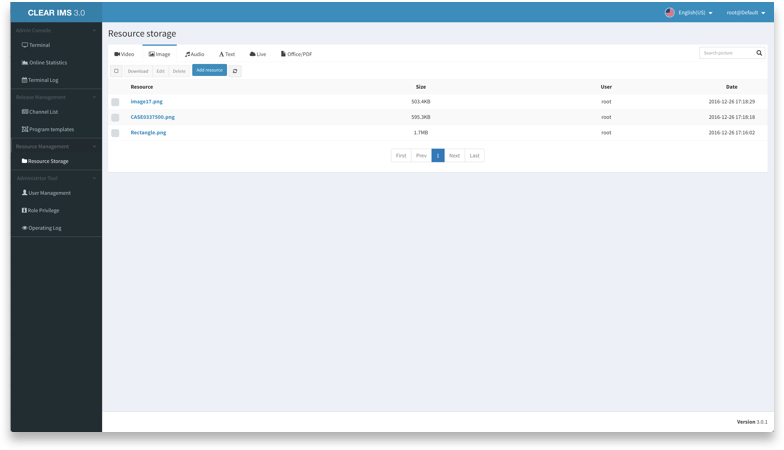 CLEAR IMS 3.0
English(US)
root@Default
Admin Console
Terminal
Online Statistics
Terminal Log
Release Management
Channel List
Program templates
Resource Management
Resource Storage
Administrator Tool
User Management
Role Privilege
Operating Log
Resource storage
Video Image Audio Text Live Office/PDF
Search picture
Download Edit Delete Add resource
Resource Size User Date
image17.png 503.4KB root 2016-12-26 17:18:29
CASE0337500.png 595.3KB root 2016-12-26 17:18:18
Rectangle.png 1.7MB root 2016-12-26 17:16:02
First Prev 1 Next Last
Version 3.0.1